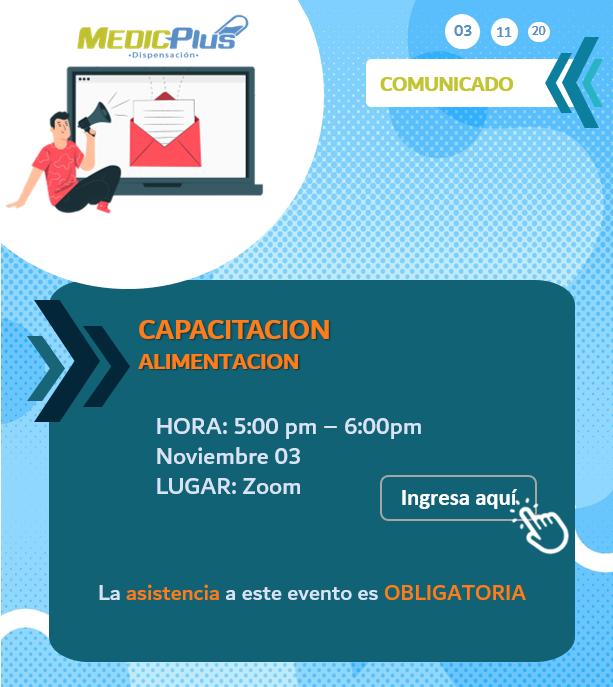 MEDICPLUS
•Dispensación•
03 11 20
COMUNICADO
CAPACITACION
ALIMENTACION
HORA: 5:00 pm – 6:00pm
Noviembre 03
LUGAR: Zoom
Ingresa aquí
La asistencia a este evento es OBLIGATORIA